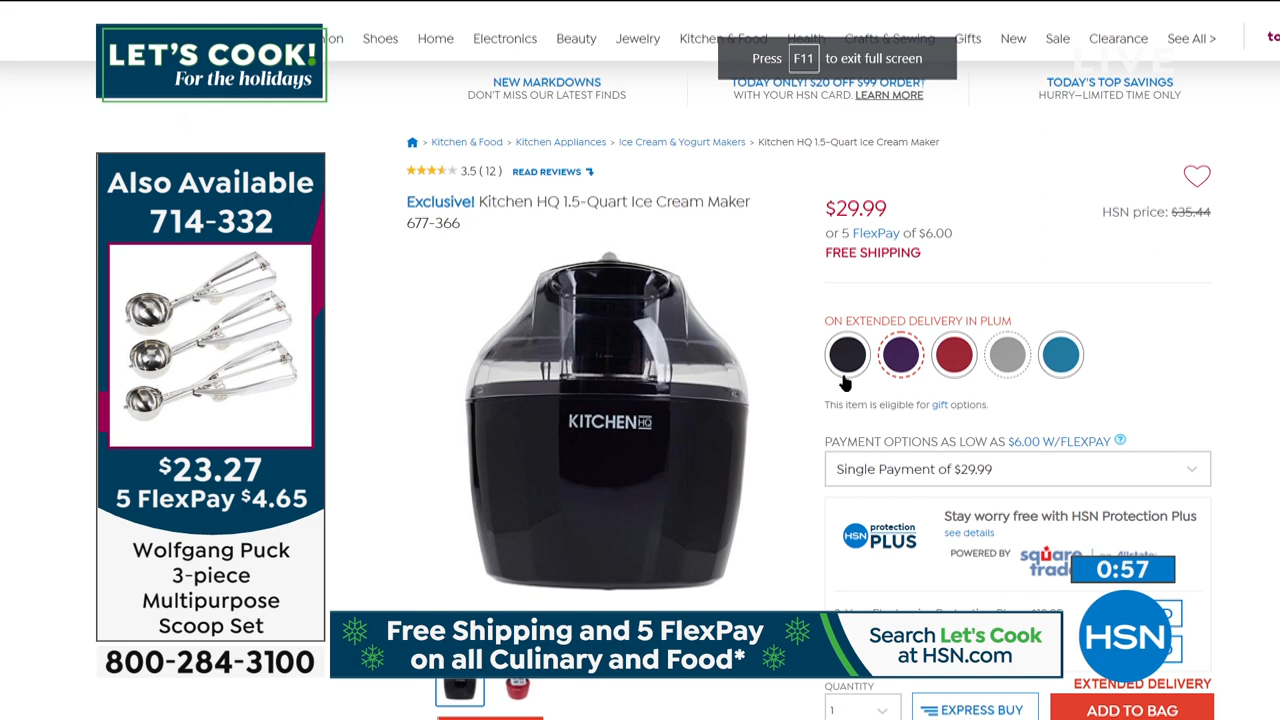 LET'S COOK!
For the holidays
Shoes Home Electronics Beauty Jewelry Kitchen & Food Health Crafts & Sewing Gifts New Sale Clearance See All >
Press F11 to exit full screen
LIVE
NEW MARKDOWNS
DON'T MISS OUR LATEST FINDS
TODAY ONLY! $20 OFF $99 ORDER†
WITH YOUR HSN CARD. LEARN MORE
TODAY'S TOP SAVINGS
HURRY—LIMITED TIME ONLY
> Kitchen & Food > Kitchen Appliances > Ice Cream & Yogurt Makers > Kitchen HQ 1.5-Quart Ice Cream Maker
3.5 ( 12 ) READ REVIEWS
Exclusive! Kitchen HQ 1.5-Quart Ice Cream Maker
677-366
KITCHEN HQ
$29.99
HSN price: $35.44
or 5 FlexPay of $6.00
FREE SHIPPING
ON EXTENDED DELIVERY IN PLUM
This item is eligible for gift options.
PAYMENT OPTIONS AS LOW AS $6.00 W/FLEXPAY ?
Single Payment of $29.99
HSN protection PLUS
Stay worry free with HSN Protection Plus
see details
POWERED BY square trade
0:57
Also Available
714-332
$23.27
5 FlexPay $4.65
Wolfgang Puck
3-piece
Multipurpose
Scoop Set
800-284-3100
Free Shipping and 5 FlexPay
on all Culinary and Food*
Search Let's Cook
at HSN.com
HSN
EXTENDED DELIVERY
QUANTITY
1
EXPRESS BUY
ADD TO BAG